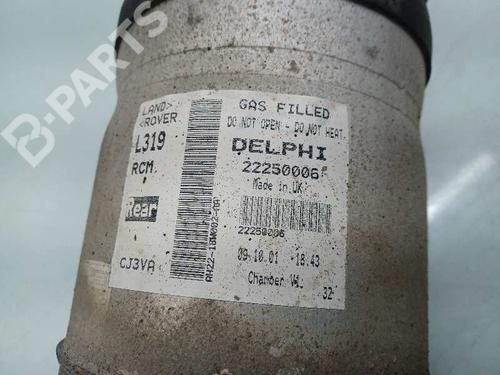 B-PARTS
LAND>
<ROVER
L319
RCM
Rear
CJ3VA
GAS FILLED
DO NOT OPEN - DO NOT HEAT.
DELPHI
22250006
Made in UK
22250006
09.10.01 18:43
Chamber V1.
32